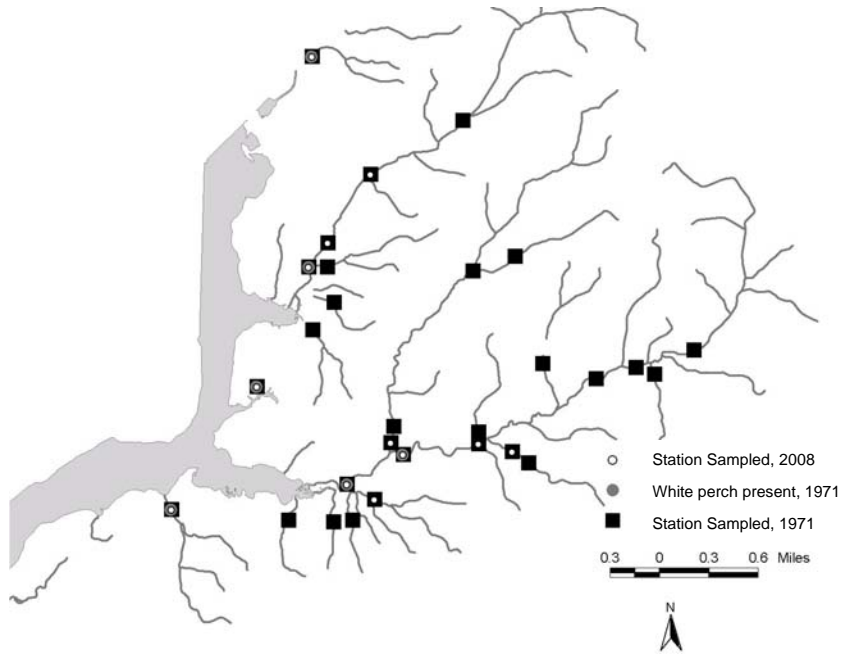 Station Sampled, 2008
White perch present, 1971
Station Sampled, 1971
0.3 0 0.3 0.6 Miles
N